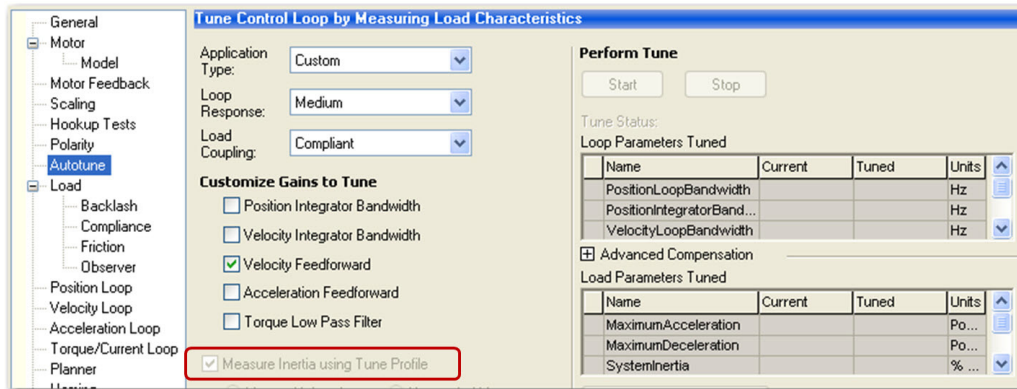 General
Motor
Model
Motor Feedback
Scaling
Hookup Tests
Polarity
Autotune
Load
Backlash
Compliance
Friction
Observer
Position Loop
Velocity Loop
Acceleration Loop
Torque/Current Loop
Planner
Tune Control Loop by Measuring Load Characteristics
Application Type: Custom
Loop Response: Medium
Load Coupling: Compliant
Customize Gains to Tune
Position Integrator Bandwidth
Velocity Integrator Bandwidth
Velocity Feedforward
Acceleration Feedforward
Torque Low Pass Filter
Measure Inertia using Tune Profile
Perform Tune
Start Stop
Tune Status:
Loop Parameters Tuned
Name Current Tuned Units
PositionLoopBandwidth Hz
PositionIntegratorBand... Hz
VelocityLoopBandwidth Hz
Advanced Compensation
Load Parameters Tuned
Name Current Tuned Units
MaximumAcceleration Po...
MaximumDeceleration Po...
SystemInertia % ...